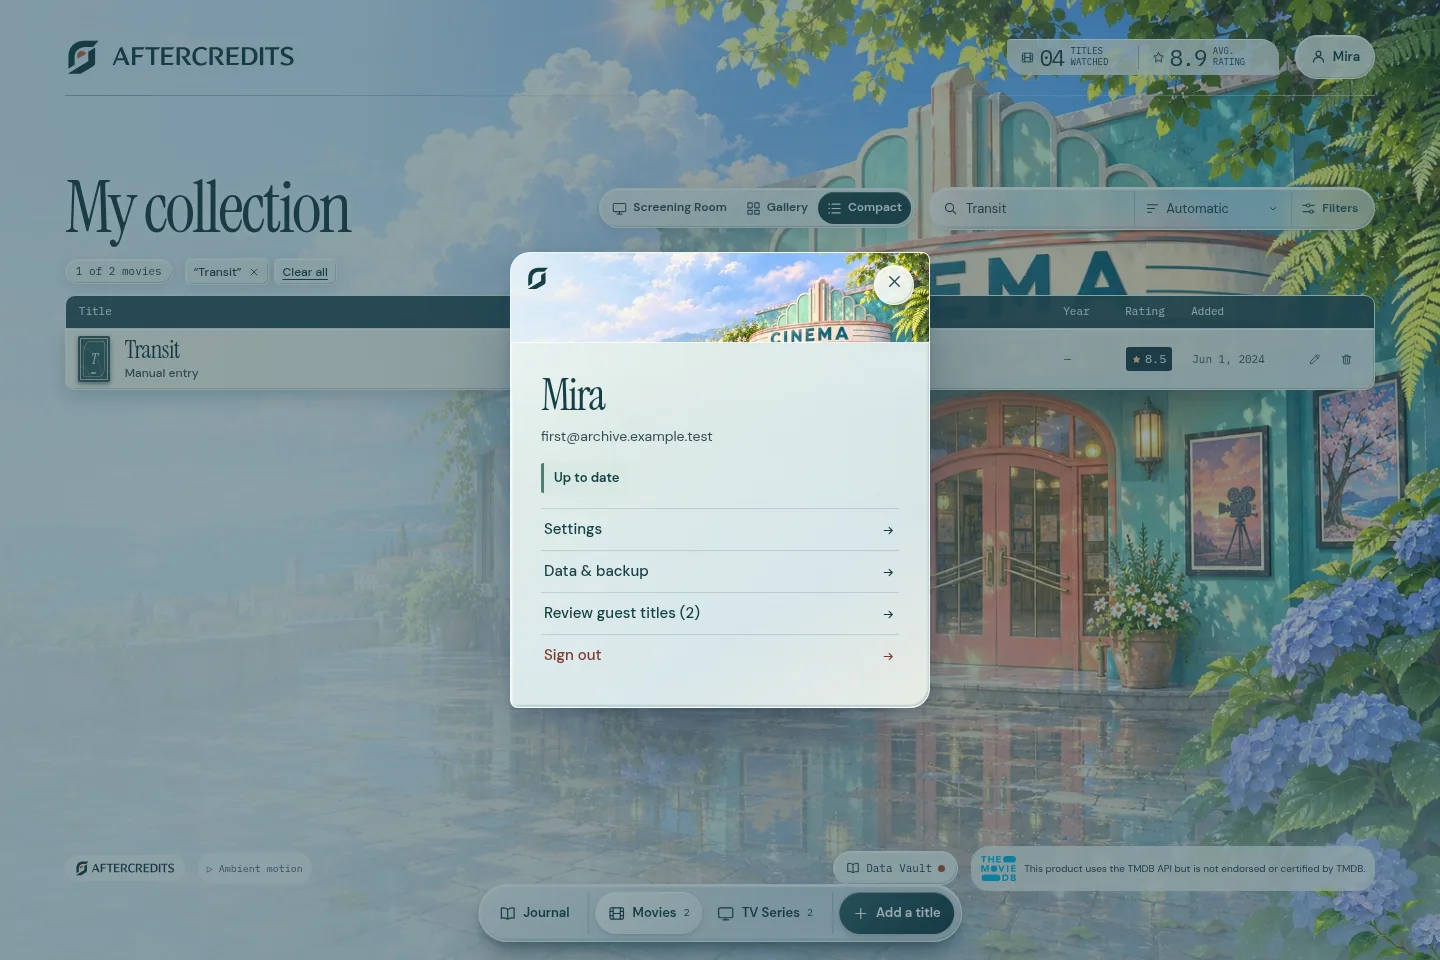 AFTERCREDITS
04 TITLES WATCHED
8.9 AVG. RATING
Mira
My collection
Screening Room
Gallery
Compact
Transit
Automatic
Filters
1 of 2 movies
“Transit” ×
Clear all
CINEMA
EMA
Title
Year
Rating
Added
Transit
Manual entry
–
8.5
Jun 1, 2024
Mira
first@archive.example.test
Up to date
Settings
Data & backup
Review guest titles (2)
Sign out
AFTERCREDITS
Ambient motion
Data Vault
THE MOVIE DB
This product uses the TMDB API but is not endorsed or certified by TMDB.
Journal
Movies 2
TV Series 2
Add a title